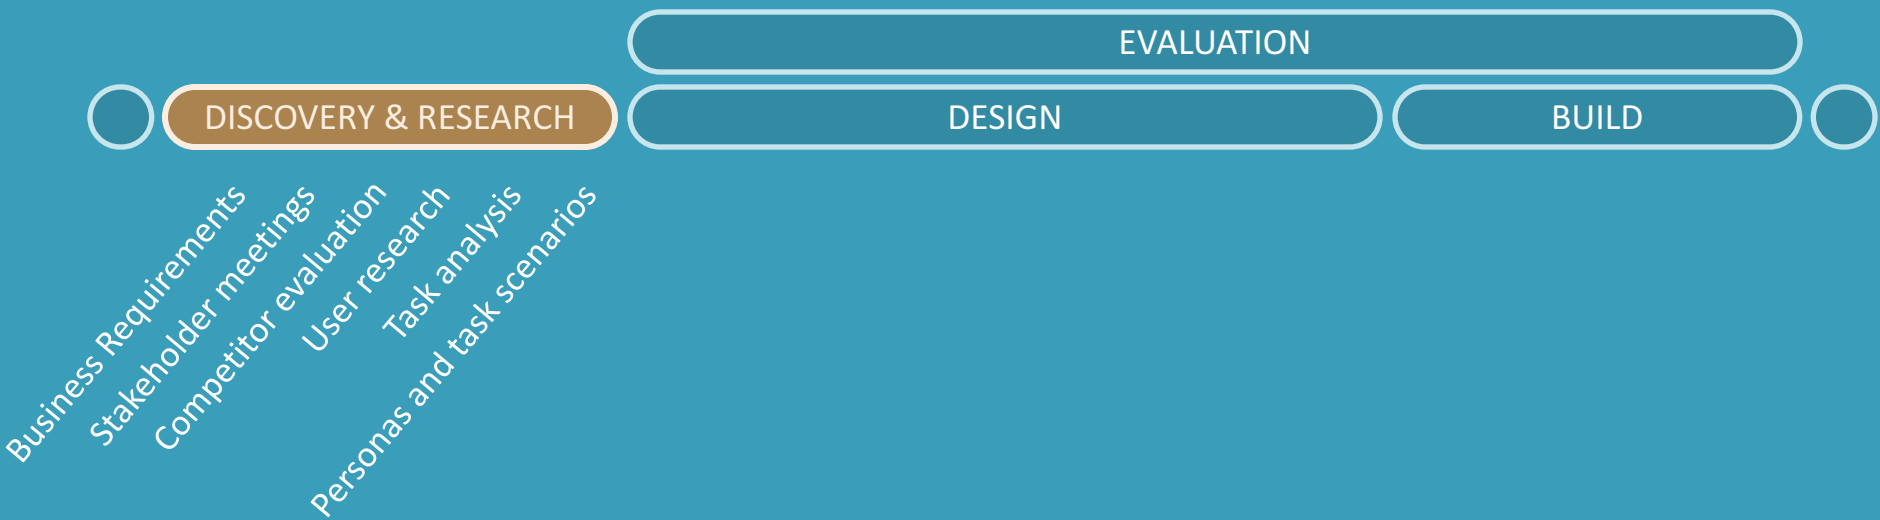 EVALUATION
DISCOVERY & RESEARCH
DESIGN
BUILD
Business Requirements
Stakeholder meetings
Competitor evaluation
User research
Task analysis
Personas and task scenarios